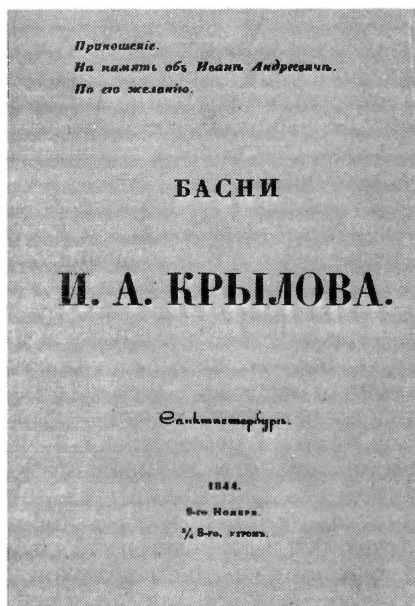 Приношеніе.
На память объ Иванѣ Андреевичѣ.
По его желанію.
БАСНИ
И. А. КРЫЛОВА.
Санктпетербургъ.
1844.
9-го Ноября.
¾ 8-го, утромъ.